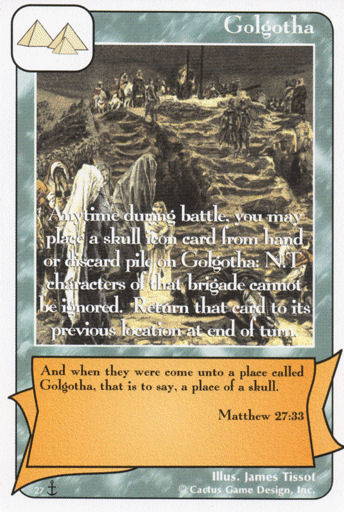 Golgotha
Anytime during battle, you may
place a skull icon card from hand
or discard pile on Golgotha: N.T.
characters of that brigade cannot
be ignored. Return that card to its
previous location at end of turn.
And when they were come unto a place called
Golgotha, that is to say, a place of a skull.
Matthew 27:33
Illus. James Tissot
27
© Cactus Game Design, Inc.